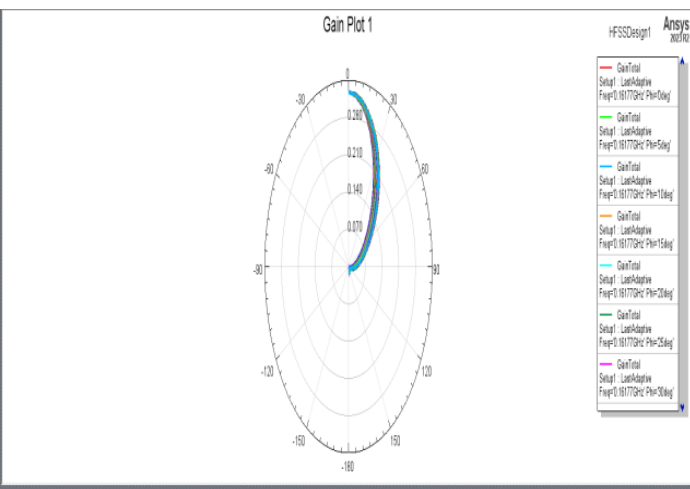 Gain Plot 1
HFSSDesign1
Ansys
2023 R2
0
-30
30
0.280
0.210
-60
60
0.140
0.070
-90
90
-120
120
-150
150
-180
GainTotal
Setup1 : LastAdaptive
Freq='0.16177GHz' Phi='0deg'
GainTotal
Setup1 : LastAdaptive
Freq='0.16177GHz' Phi='5deg'
GainTotal
Setup1 : LastAdaptive
Freq='0.16177GHz' Phi='10deg'
GainTotal
Setup1 : LastAdaptive
Freq='0.16177GHz' Phi='15deg'
GainTotal
Setup1 : LastAdaptive
Freq='0.16177GHz' Phi='20deg'
GainTotal
Setup1 : LastAdaptive
Freq='0.16177GHz' Phi='25deg'
GainTotal
Setup1 : LastAdaptive
Freq='0.16177GHz' Phi='30deg'